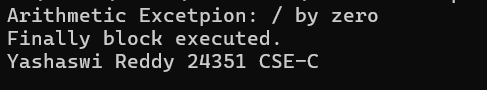 Arithmetic Excetpion: / by zero
Finally block executed.
Yashaswi Reddy 24351 CSE-C